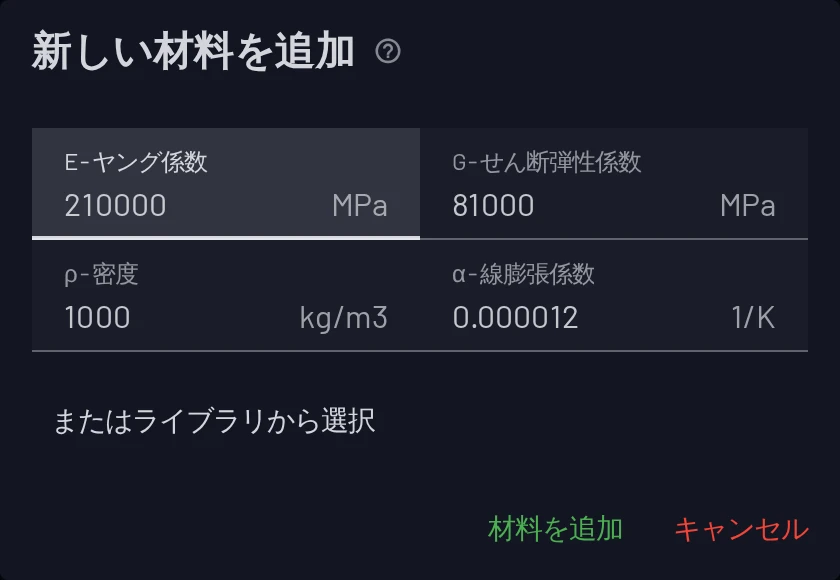 新しい材料を追加
E-ヤング係数
210000 MPa
G-せん断弾性係数
81000 MPa
ρ-密度
1000 kg/m3
α-線膨張係数
0.000012 1/K
またはライブラリから選択
材料を追加 キャンセル